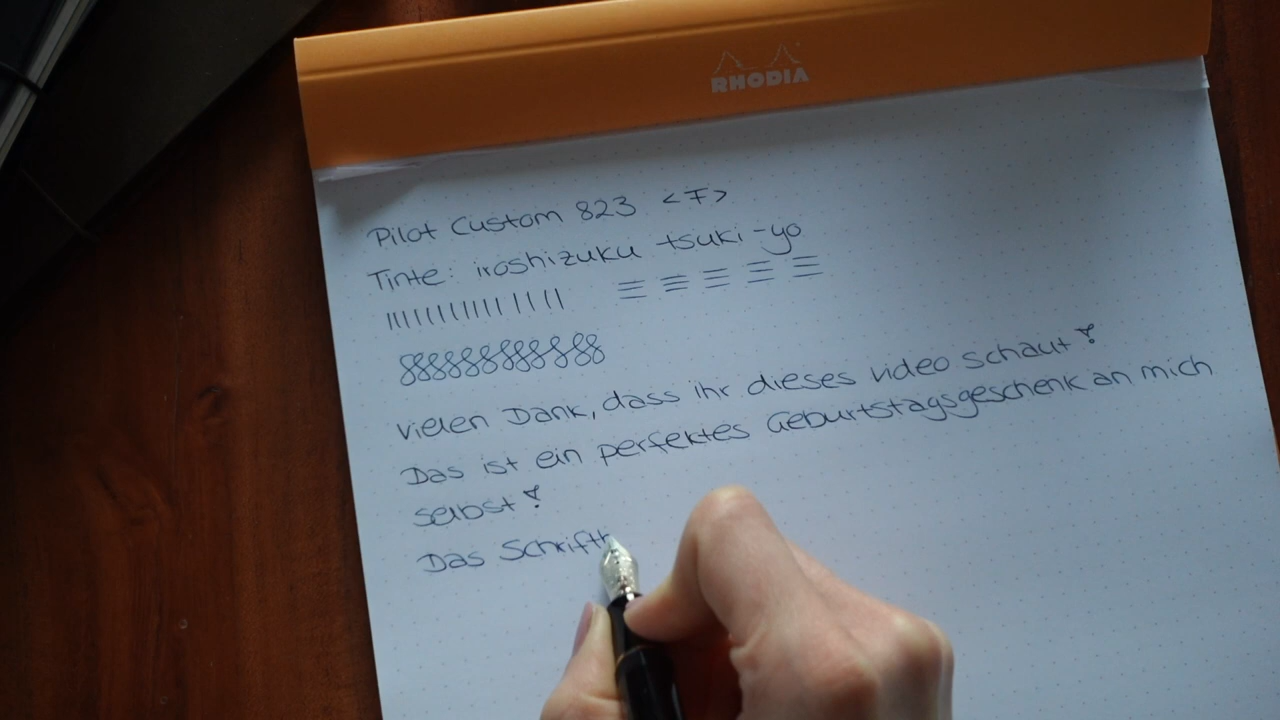 RHODIA
Pilot Custom 823 <F>
Tinte: iroshizuku tsuki-yo
vielen Dank, dass ihr dieses video schaut!
Das ist ein perfektes Geburtstagsgeschenk an mich
selbst!
Das Schrift